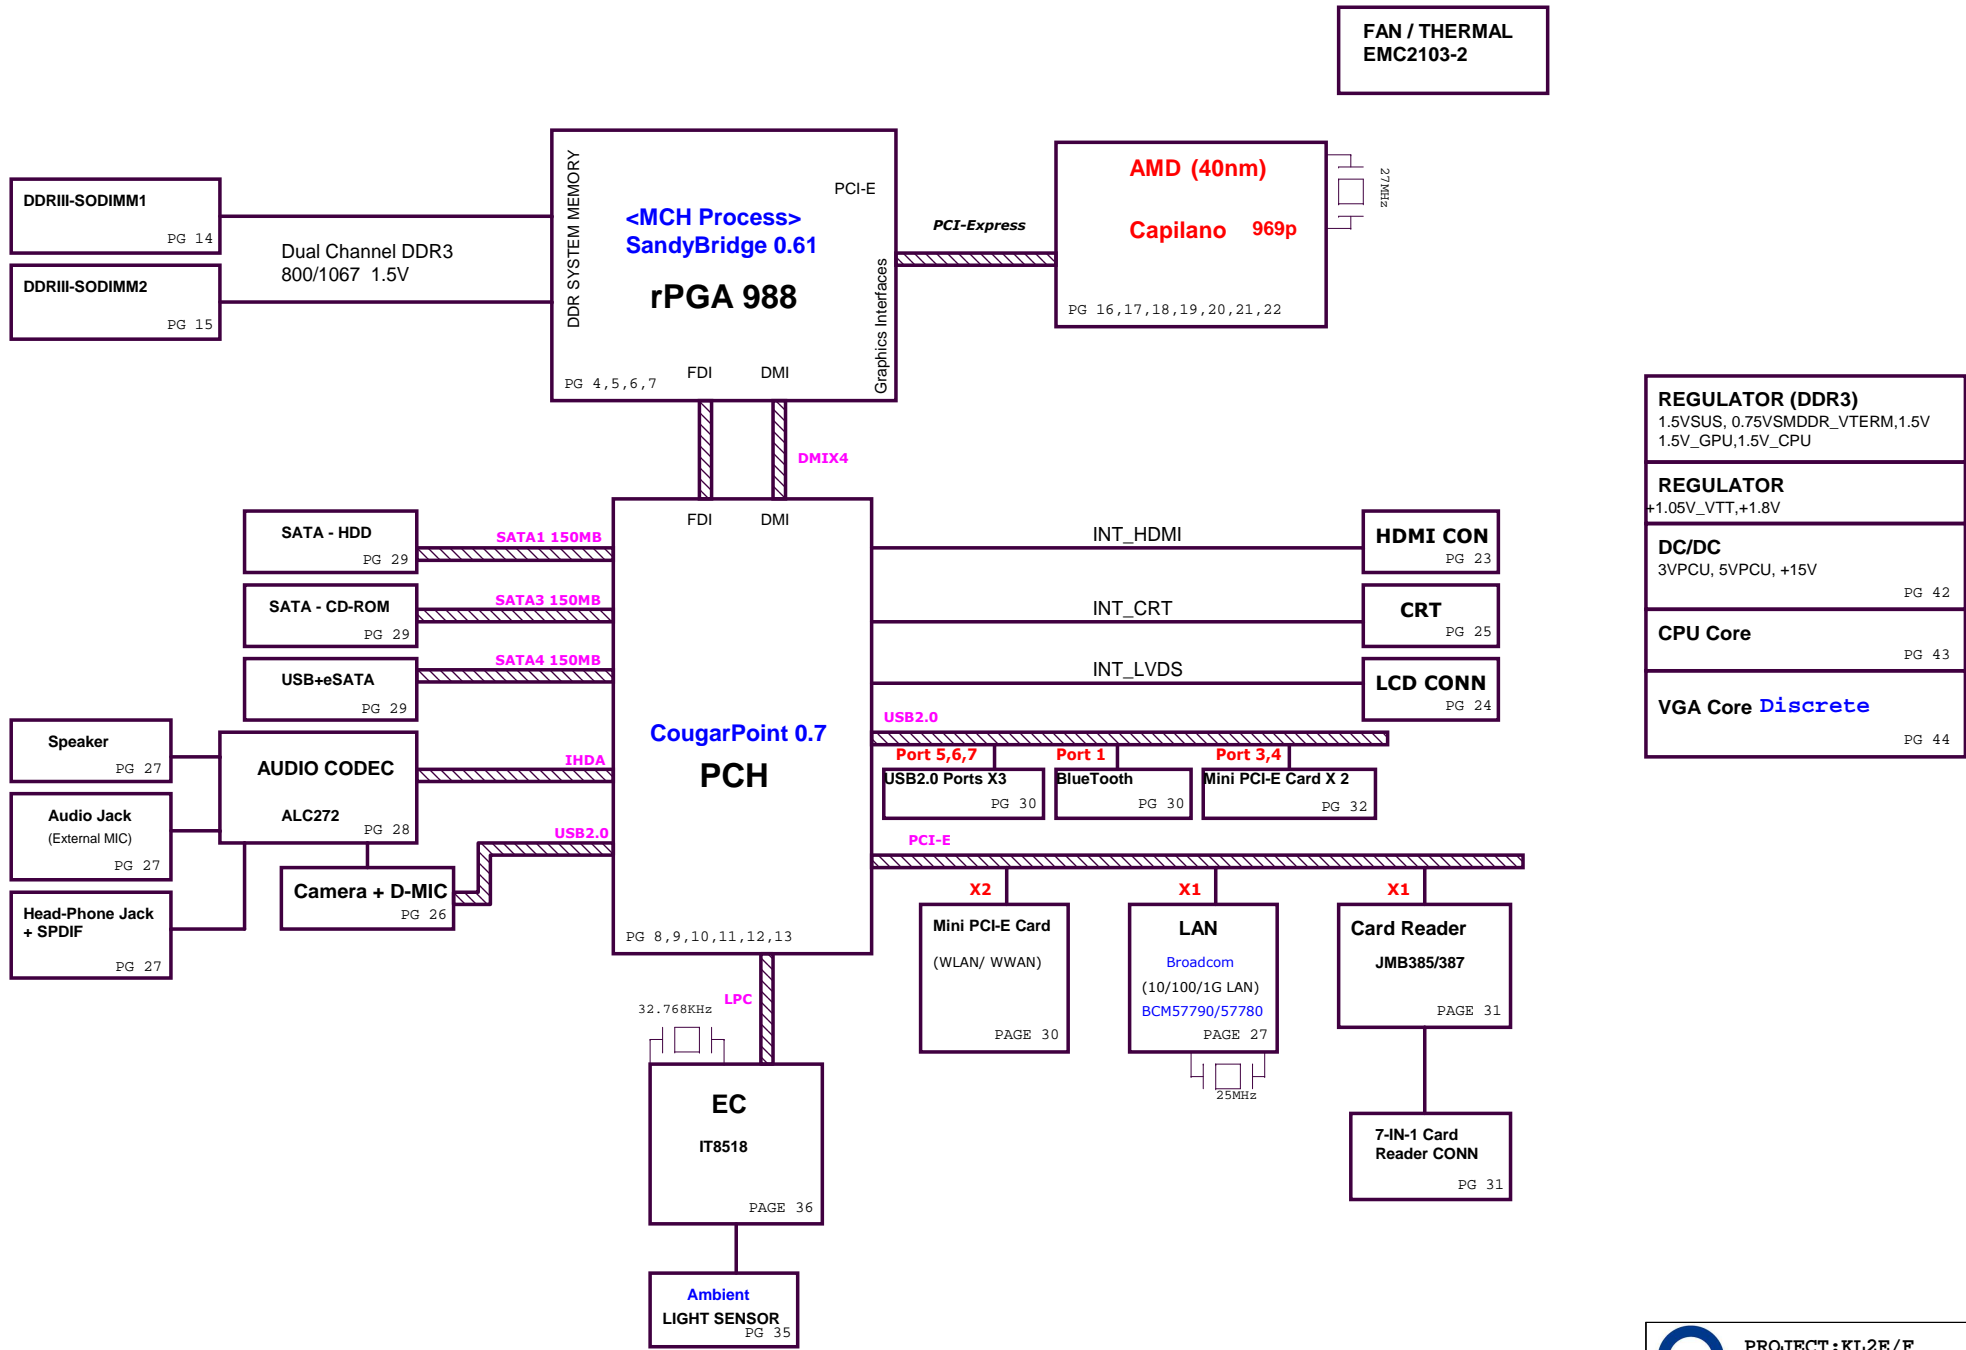 FAN / THERMAL
EMC2103-2
DDRIII-SODIMM1
PG 14
DDRIII-SODIMM2
PG 15
Dual Channel DDR3
800/1067 1.5V
DDR SYSTEM MEMORY
PCI-E
<MCH Process>
SandyBridge 0.61
rPGA 988
Graphics Interfaces
FDI
DMI
PG 4,5,6,7
PCI-Express
AMD (40nm)
Capilano 969p
PG 16,17,18,19,20,21,22
27MHz
REGULATOR (DDR3)
1.5VSUS, 0.75VSMDDR_VTERM,1.5V
1.5V_GPU,1.5V_CPU
REGULATOR
+1.05V_VTT,+1.8V
DC/DC
3VPCU, 5VPCU, +15V
PG 42
CPU Core
PG 43
VGA Core Discrete
PG 44
DMIX4
FDI
DMI
SATA - HDD
PG 29
SATA1 150MB
SATA - CD-ROM
PG 29
SATA3 150MB
USB+eSATA
PG 29
SATA4 150MB
CougarPoint 0.7
PCH
PG 8,9,10,11,12,13
INT_HDMI
HDMI CON
PG 23
INT_CRT
CRT
PG 25
INT_LVDS
LCD CONN
PG 24
Speaker
PG 27
Audio Jack
(External MIC)
PG 27
Head-Phone Jack
+ SPDIF
PG 27
AUDIO CODEC
ALC272
PG 28
IHDA
USB2.0
Camera + D-MIC
PG 26
USB2.0
Port 5,6,7
USB2.0 Ports X3
PG 30
Port 1
BlueTooth
PG 30
Port 3,4
Mini PCI-E Card X 2
PG 32
PCI-E
X2
Mini PCI-E Card
(WLAN/ WWAN)
PAGE 30
X1
LAN
Broadcom
(10/100/1G LAN)
BCM57790/57780
PAGE 27
25MHz
X1
Card Reader
JMB385/387
PAGE 31
7-IN-1 Card
Reader CONN
PG 31
LPC
32.768KHz
EC
IT8518
PAGE 36
Ambient
LIGHT SENSOR
PG 35
PROJECT:KL2E/F